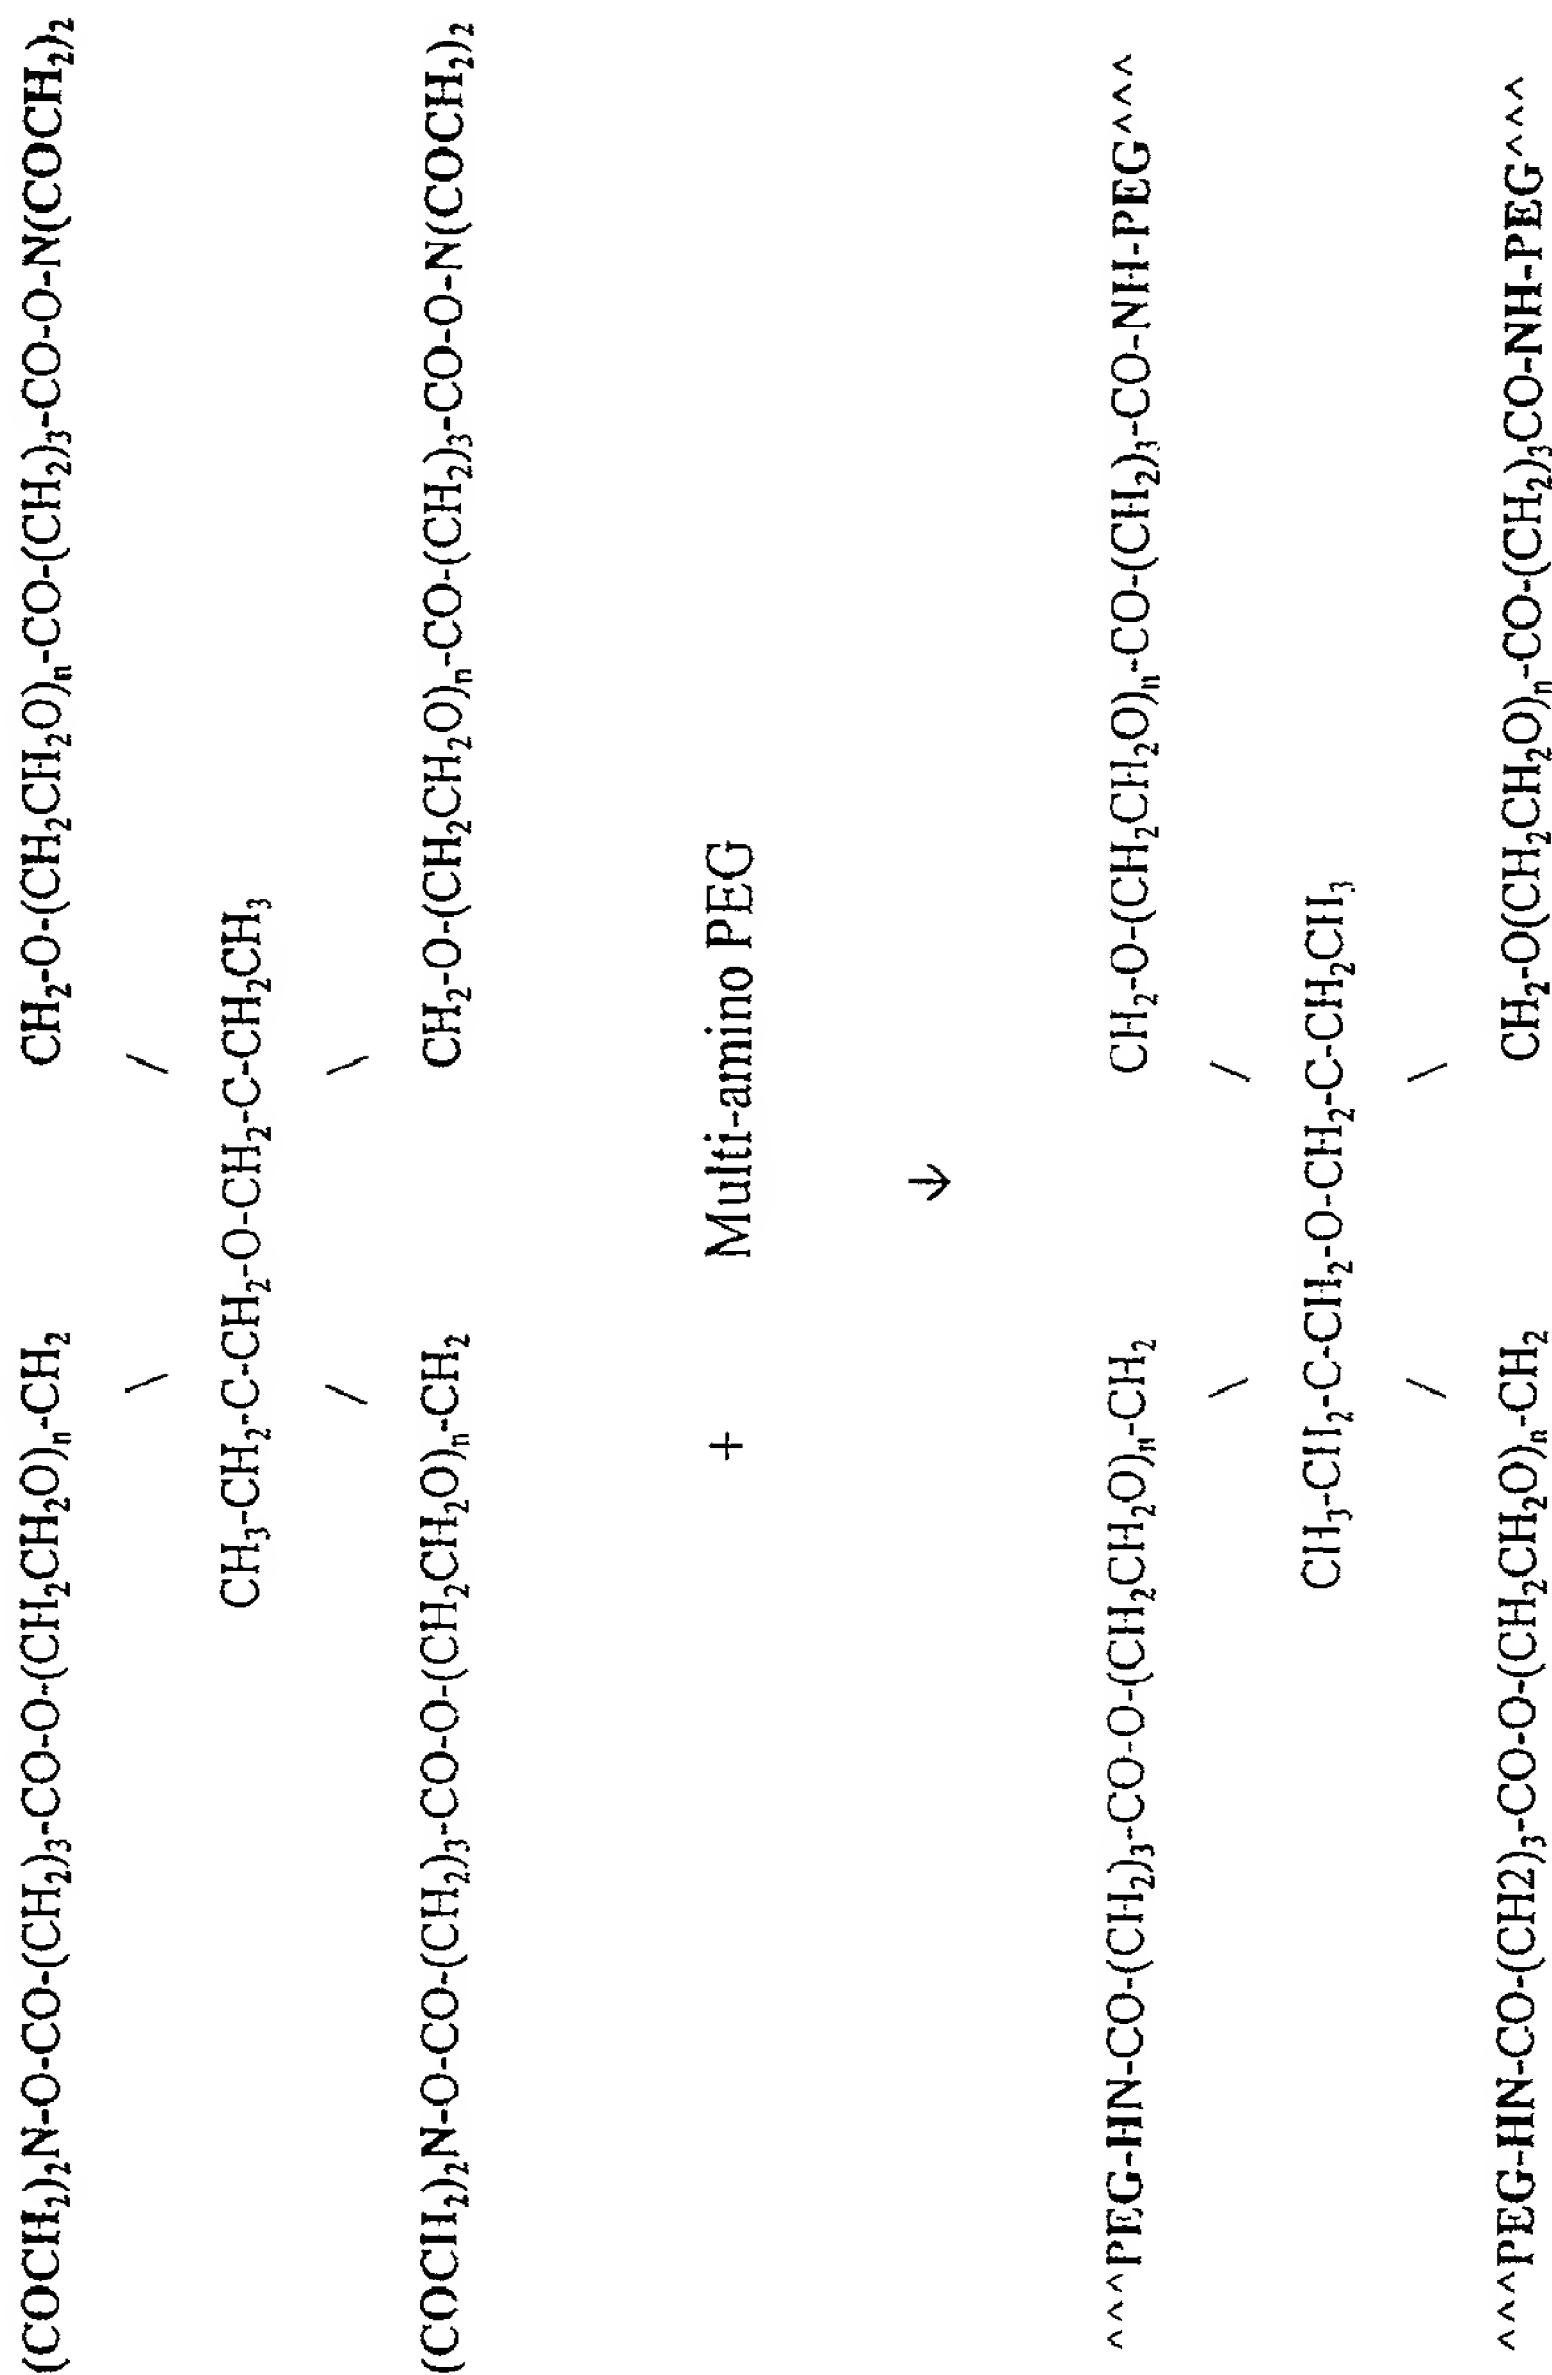 (COCH₂)₂N-O-CO-(CH₂)₃-CO-O-(CH₂CH₂O)ₙ-CH₂ CH₂-O-(CH₂CH₂O)ₙ-CO-(CH₂)₃-CO-O-N(COCH₂)₂
\ /
CH₃-CH₂-C-CH₂-O-CH₂-C-CH₂CH₃
/ \
(COCH₂)₂N-O-CO-(CH₂)₃-CO-O-(CH₂CH₂O)ₙ-CH₂ CH₂-O-(CH₂CH₂O)ₙ-CO-(CH₂)₃-CO-O-N(COCH₂)₂
+ Multi-amino PEG
↓
^^^PEG-HN-CO-(CH₂)₃-CO-O-(CH₂CH₂O)ₙ-CH₂ CH₂-O-(CH₂CH₂O)ₙ-CO-(CH₂)₃-CO-NH-PEG^^^
\ /
CH₃-CH₂-C-CH₂-O-CH₂-C-CH₂CH₃
/ \
^^^PEG-HN-CO-(CH2)₃-CO-O-(CH₂CH₂O)ₙ-CH₂ CH₂-O(CH₂CH₂O)ₙ-CO-(CH₂)₃CO-NH-PEG^^^